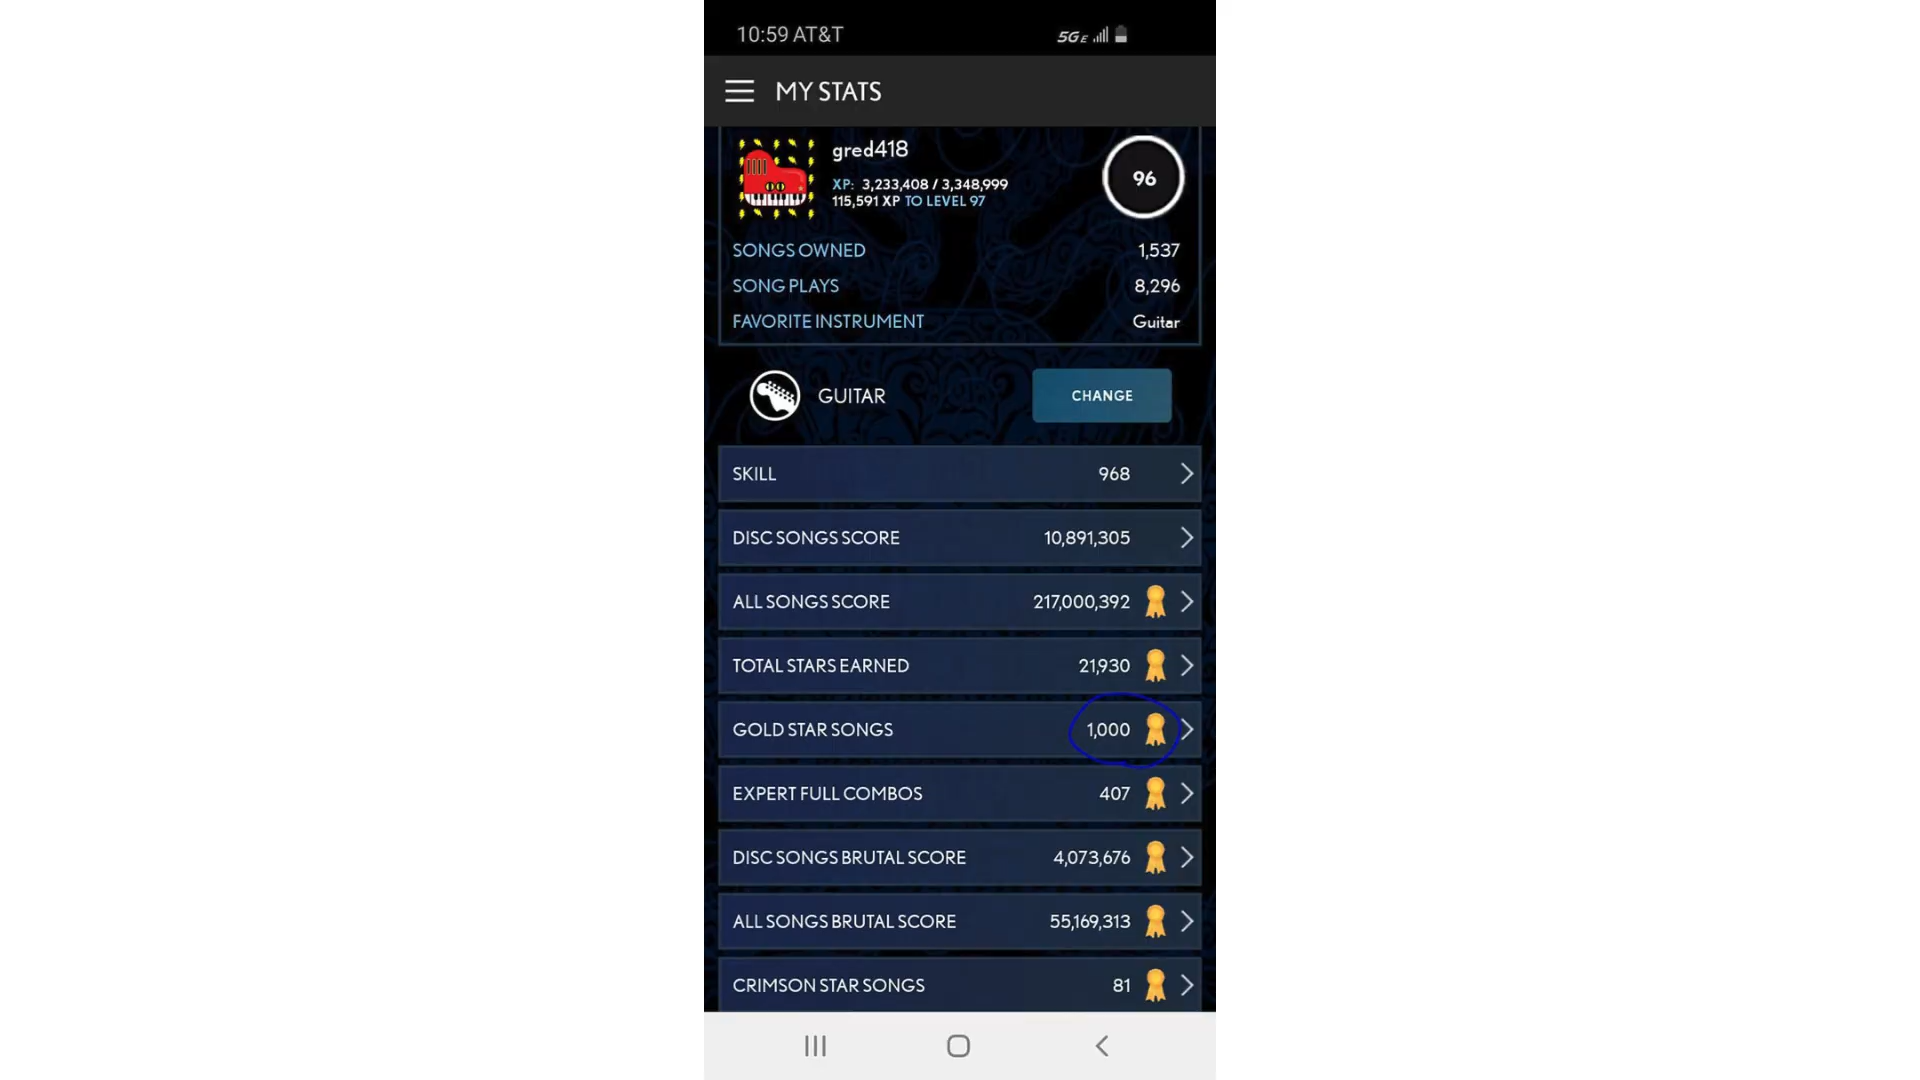 10:59 AT&T 5GE
MY STATS
gred418
XP: 3,233,408 / 3,348,999
115,591 XP TO LEVEL 97
96
SONGS OWNED 1,537
SONG PLAYS 8,296
FAVORITE INSTRUMENT Guitar
GUITAR CHANGE
SKILL 968
DISC SONGS SCORE 10,891,305
ALL SONGS SCORE 217,000,392
TOTAL STARS EARNED 21,930
GOLD STAR SONGS 1,000
EXPERT FULL COMBOS 407
DISC SONGS BRUTAL SCORE 4,073,676
ALL SONGS BRUTAL SCORE 55,169,313
CRIMSON STAR SONGS 81